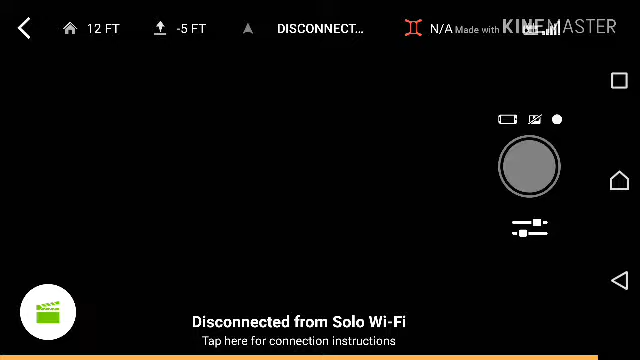 12 FT -5 FT DISCONNECT... N/A Made with KINEMASTER
Disconnected from Solo Wi-Fi
Tap here for connection instructions